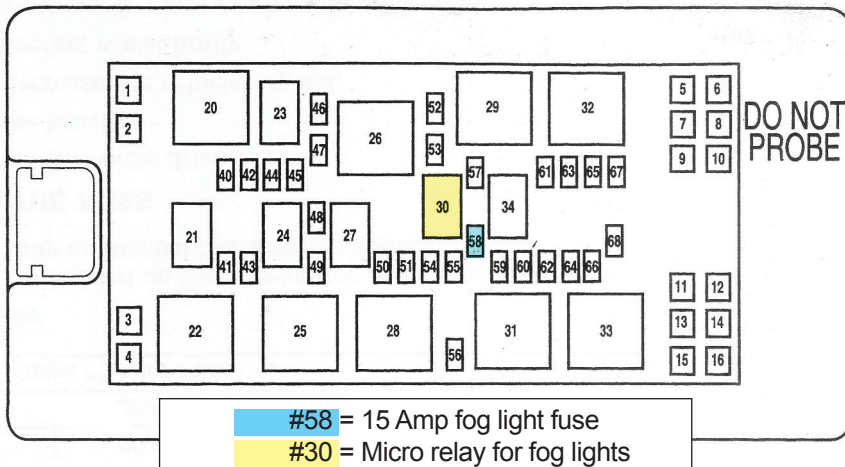 1 20 23 46 52 29 32 5 6
2 47 26 53 7 8
DO NOT
PROBE
9 10
40 42 44 45 57 61 63 65 67
21 24 48 27 30 34
58 68
41 43 49 50 51 54 55 59 60 62 64 66
11 12
3 22 25 28 31 33 13 14
4 56 15 16
#58 = 15 Amp fog light fuse
#30 = Micro relay for fog lights